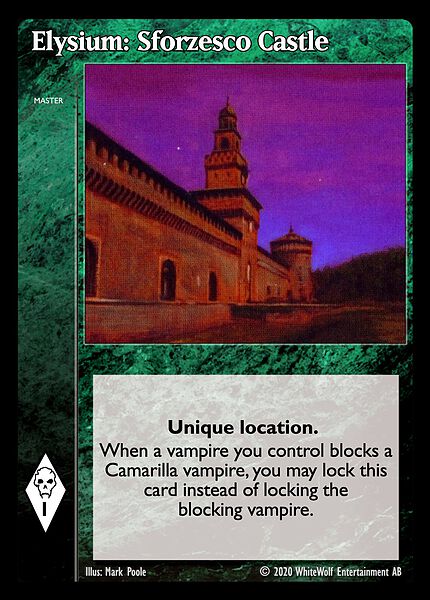 Elysium: Sforzesco Castle
MASTER
Unique location.
When a vampire you control blocks a
Camarilla vampire, you may lock this
card instead of locking the
blocking vampire.
1
Illus: Mark Poole
© 2020 WhiteWolf Entertainment AB